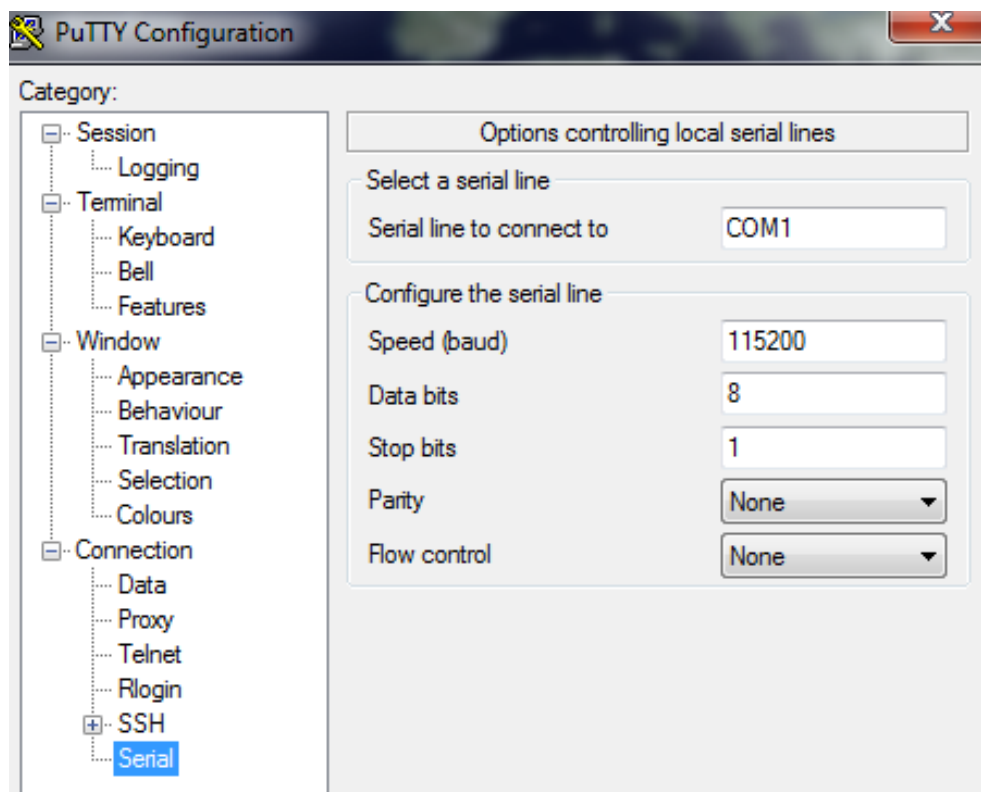 PuTTY Configuration
Category:
Session
Logging
Terminal
Keyboard
Bell
Features
Window
Appearance
Behaviour
Translation
Selection
Colours
Connection
Data
Proxy
Telnet
Rlogin
SSH
Serial
Options controlling local serial lines
Select a serial line
Serial line to connect to COM1
Configure the serial line
Speed (baud) 115200
Data bits 8
Stop bits 1
Parity None
Flow control None